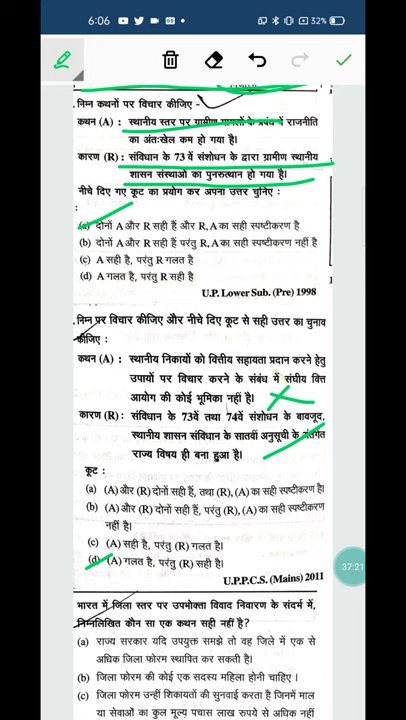 6:06
32%
निम्न कथनों पर विचार कीजिए -
कथन (A) : स्थानीय स्तर पर ग्रामीण मामलों के प्रबंध में राजनीति
का अंतःखेल कम हो गया है।
कारण (R) : संविधान के 73 वें संशोधन के द्वारा ग्रामीण स्थानीय
शासन संस्थाओं का पुनरुत्थान हो गया है।
नीचे दिए गए कूट का प्रयोग कर अपना उत्तर चुनिए :
:
(a) दोनों A और R सही हैं और R, A का सही स्पष्टीकरण है
(b) दोनों A और R सही हैं परंतु R, A का सही स्पष्टीकरण नहीं है
(c) A सही है, परंतु R गलत है
(d) A गलत है, परंतु R सही है
U.P. Lower Sub. (Pre) 1998
निम्न पर विचार कीजिए और नीचे दिए कूट से सही उत्तर का चुनाव
कीजिए :
कथन (A) : स्थानीय निकायों को वित्तीय सहायता प्रदान करने हेतु
उपायों पर विचार करने के संबंध में संघीय वित्त
आयोग की कोई भूमिका नहीं है।
कारण (R) : संविधान के 73वें तथा 74वें संशोधन के बावजूद,
स्थानीय शासन संविधान के सातवीं अनुसूची के अंतर्गत
राज्य विषय ही बना हुआ है।
कूट :
(a) (A) और (R) दोनों सही हैं, तथा (R), (A) का सही स्पष्टीकरण है।
(b) (A) और (R) दोनों सही हैं, परंतु (R), (A) का सही स्पष्टीकरण
नहीं है।
(c) (A) सही है, परंतु (R) गलत है।
(d) (A) गलत है, परंतु (R) सही है।
U.P.P.C.S. (Mains) 2011
37:21
भारत में जिला स्तर पर उपभोक्ता विवाद निवारण के संदर्भ में,
निम्नलिखित कौन सा एक कथन सही नहीं है?
(a) राज्य सरकार यदि उपयुक्त समझे तो वह जिले में एक से
अधिक जिला फोरम स्थापित कर सकती है।
(b) जिला फोरम का कोई एक सदस्य महिला होनी चाहिए ।
(c) जिला फोरम उन्हीं शिकायतों की सुनवाई करता है जिनमें माल
या सेवाओं का कुल मूल्य पचास लाख रुपये से अधिक नहीं